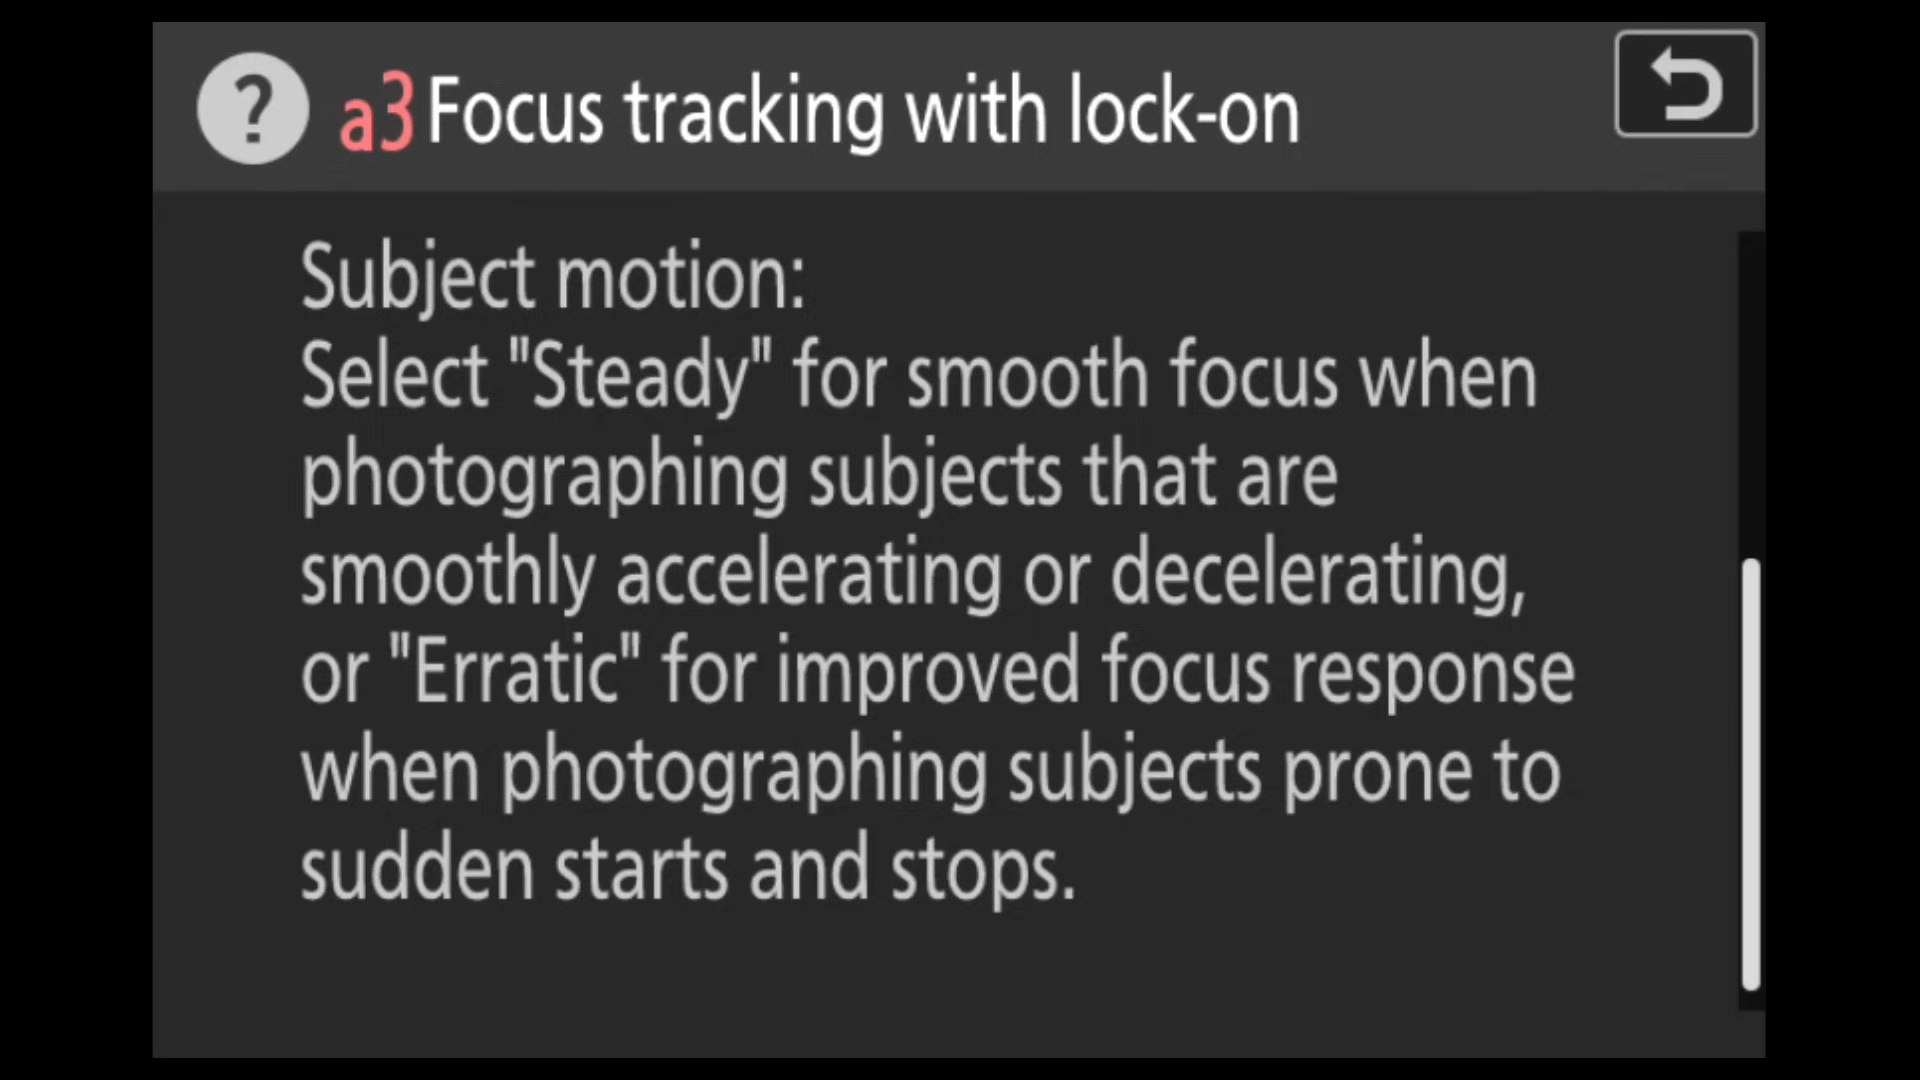 ? a3 Focus tracking with lock-on
Subject motion:
Select "Steady" for smooth focus when
photographing subjects that are
smoothly accelerating or decelerating,
or "Erratic" for improved focus response
when photographing subjects prone to
sudden starts and stops.